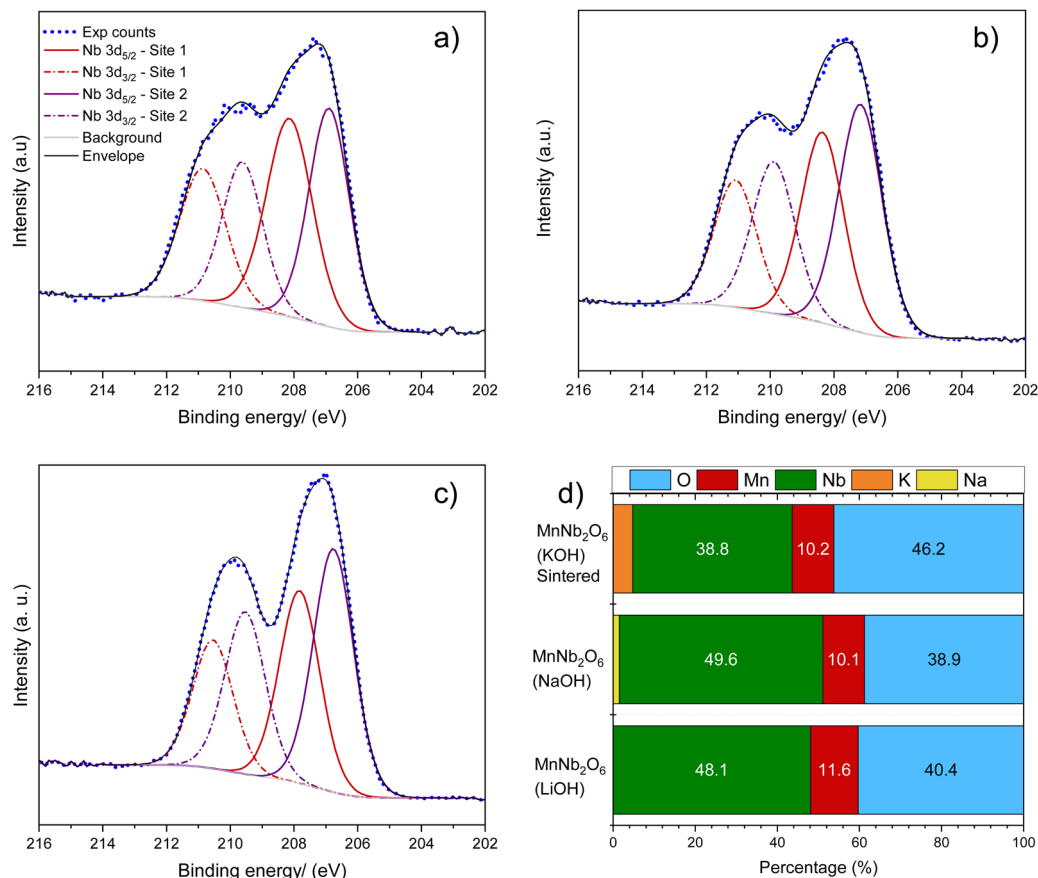 a)
Exp counts
Nb 3d5/2 - Site 1
Nb 3d3/2 - Site 1
Nb 3d5/2 - Site 2
Nb 3d3/2 - Site 2
Background
Envelope
Intensity (a.u)
216 214 212 210 208 206 204 202
Binding energy/ (eV)
b)
Intensity (a.u.)
216 214 212 210 208 206 204 202
Binding energy/ (eV)
c)
Intensity (a. u.)
216 214 212 210 208 206 204 202
Binding energy/ (eV)
d)
O Mn Nb K Na
MnNb2O6
(KOH)
Sintered
38.8 10.2 46.2
MnNb2O6
(NaOH)
49.6 10.1 38.9
MnNb2O6
(LiOH)
48.1 11.6 40.4
0 20 40 60 80 100
Percentage (%)